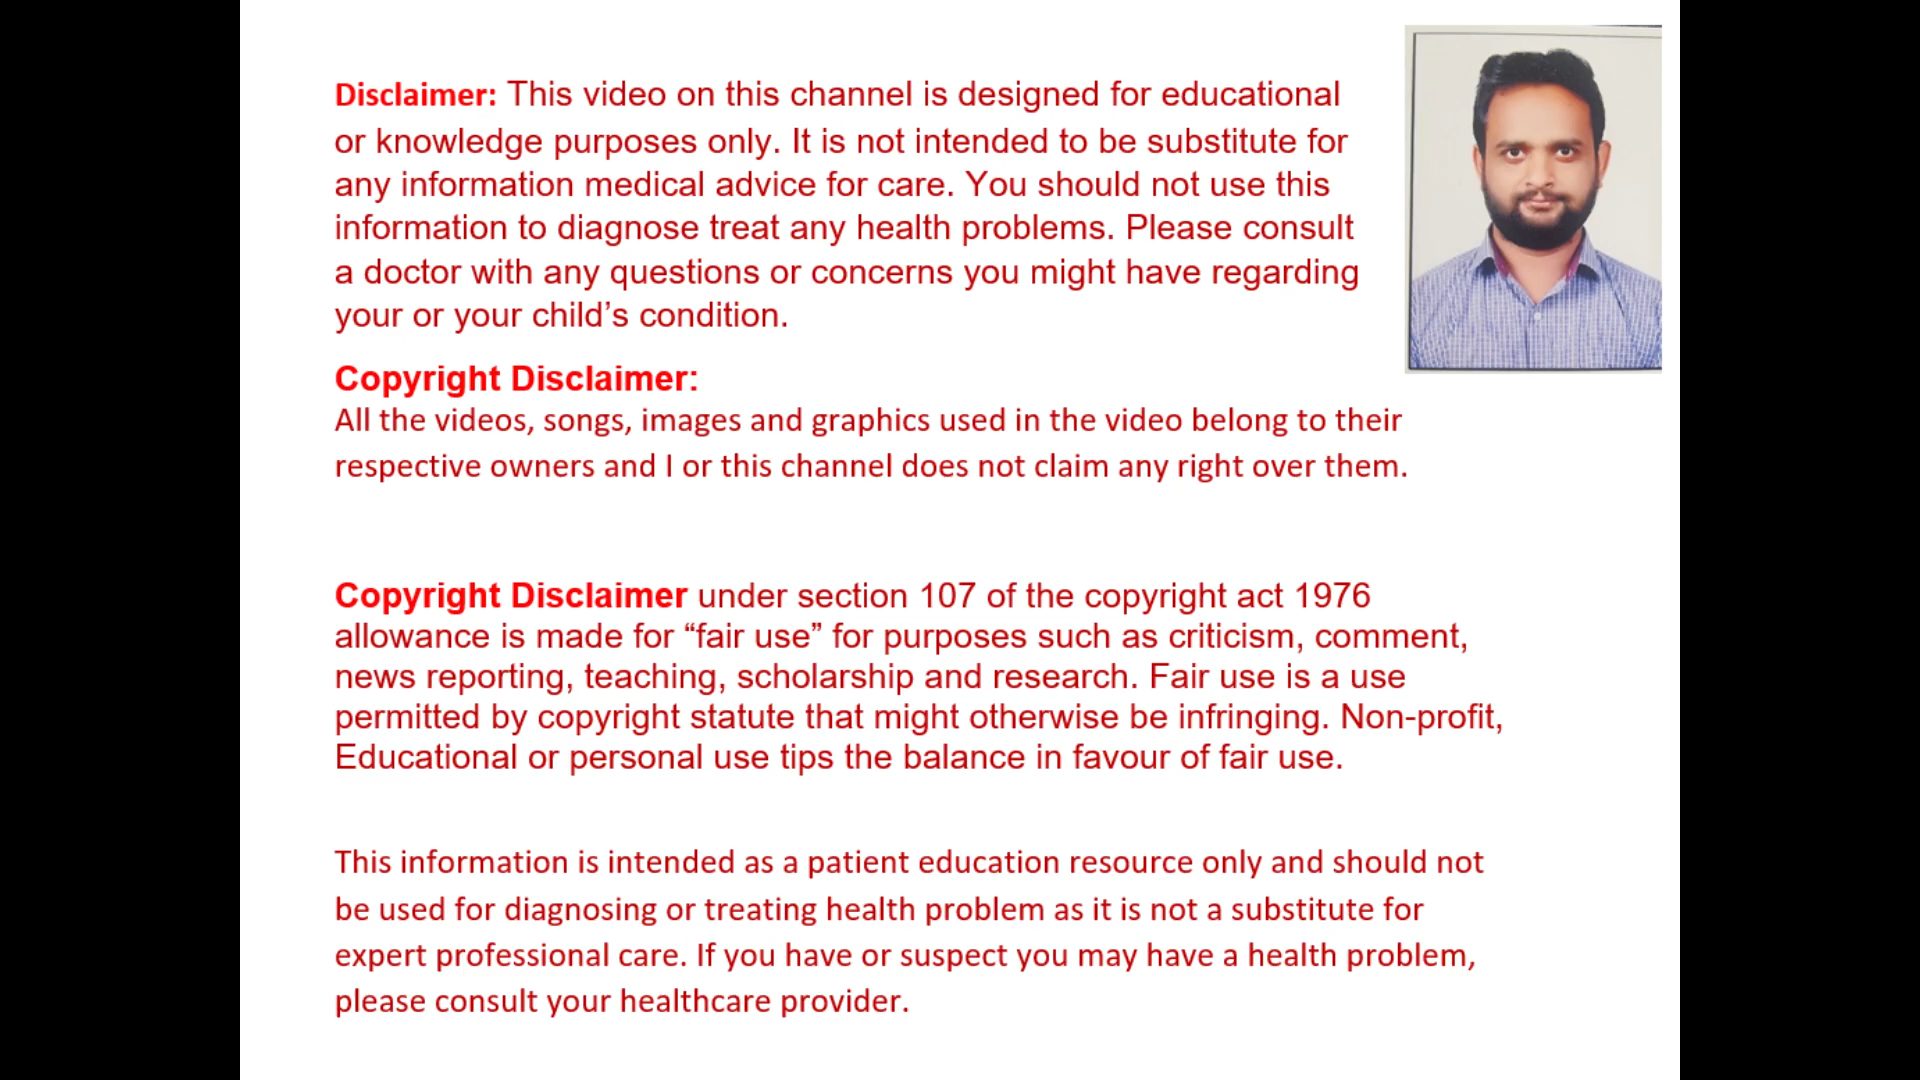 Disclaimer: This video on this channel is designed for educational
or knowledge purposes only. It is not intended to be substitute for
any information medical advice for care. You should not use this
information to diagnose treat any health problems. Please consult
a doctor with any questions or concerns you might have regarding
your or your child’s condition.
Copyright Disclaimer:
All the videos, songs, images and graphics used in the video belong to their
respective owners and I or this channel does not claim any right over them.
Copyright Disclaimer under section 107 of the copyright act 1976
allowance is made for “fair use” for purposes such as criticism, comment,
news reporting, teaching, scholarship and research. Fair use is a use
permitted by copyright statute that might otherwise be infringing. Non-profit,
Educational or personal use tips the balance in favour of fair use.
This information is intended as a patient education resource only and should not
be used for diagnosing or treating health problem as it is not a substitute for
expert professional care. If you have or suspect you may have a health problem,
please consult your healthcare provider.